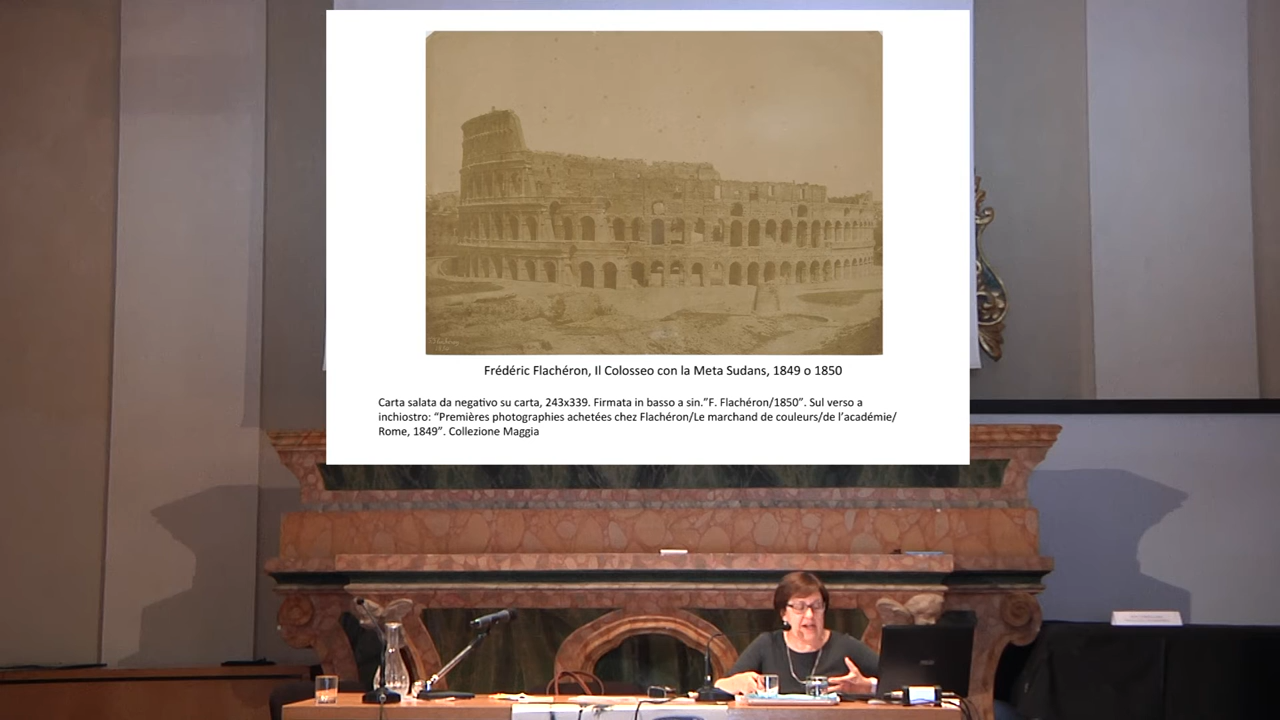 Frédéric Flachéron, Il Colosseo con la Meta Sudans, 1849 o 1850
Carta salata da negativo su carta, 243x339. Firmata in basso a sin.”F. Flachéron/1850”. Sul verso a
inchiostro: “Premières photographies achetées chez Flachéron/Le marchand de couleurs/de l’académie/
Rome, 1849”. Collezione Maggia